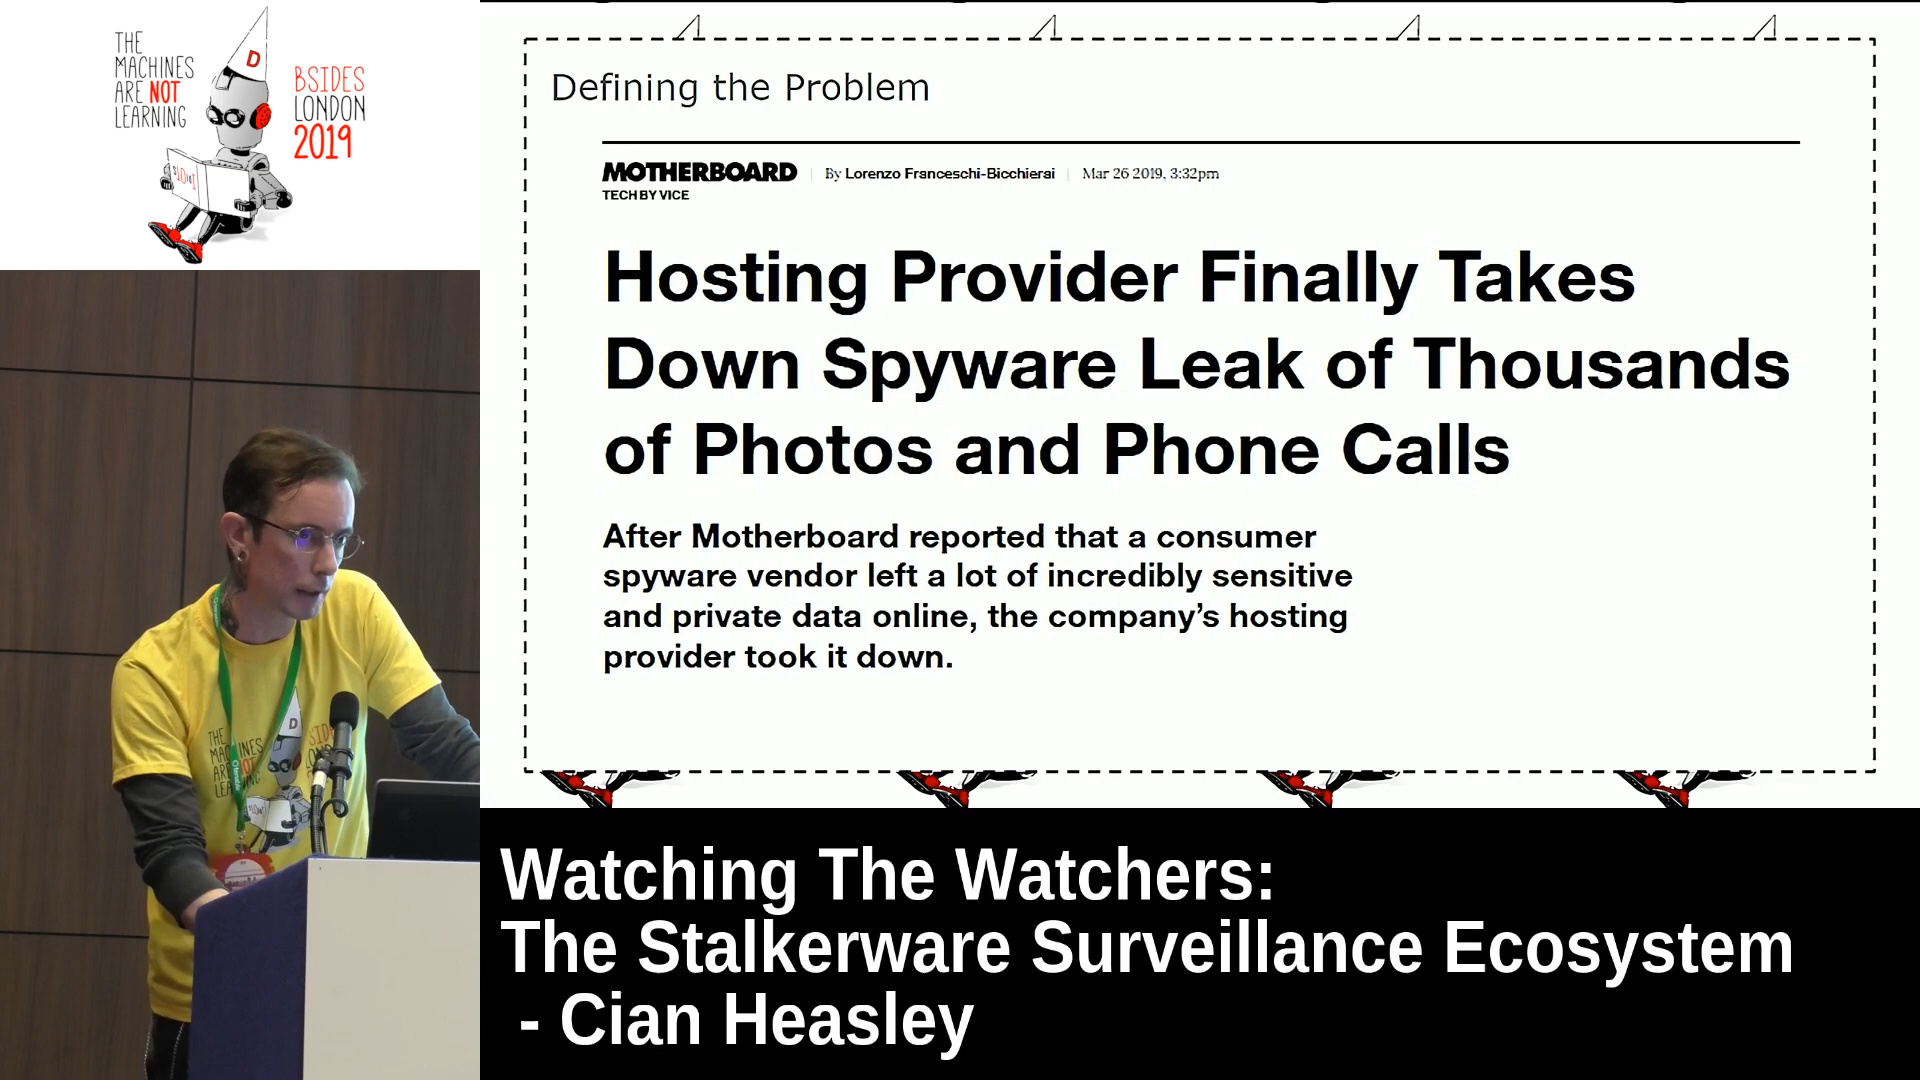 THE
MACHINES
ARE NOT
LEARNING
D
BSIDES
LONDON
2019
Defining the Problem
MOTHERBOARD
TECH BY VICE
By Lorenzo Franceschi-Bicchierai
Mar 26 2019, 3:32pm
Hosting Provider Finally Takes
Down Spyware Leak of Thousands
of Photos and Phone Calls
After Motherboard reported that a consumer
spyware vendor left a lot of incredibly sensitive
and private data online, the company’s hosting
provider took it down.
THE
D
Watching The Watchers:
The Stalkerware Surveillance Ecosystem
- Cian Heasley